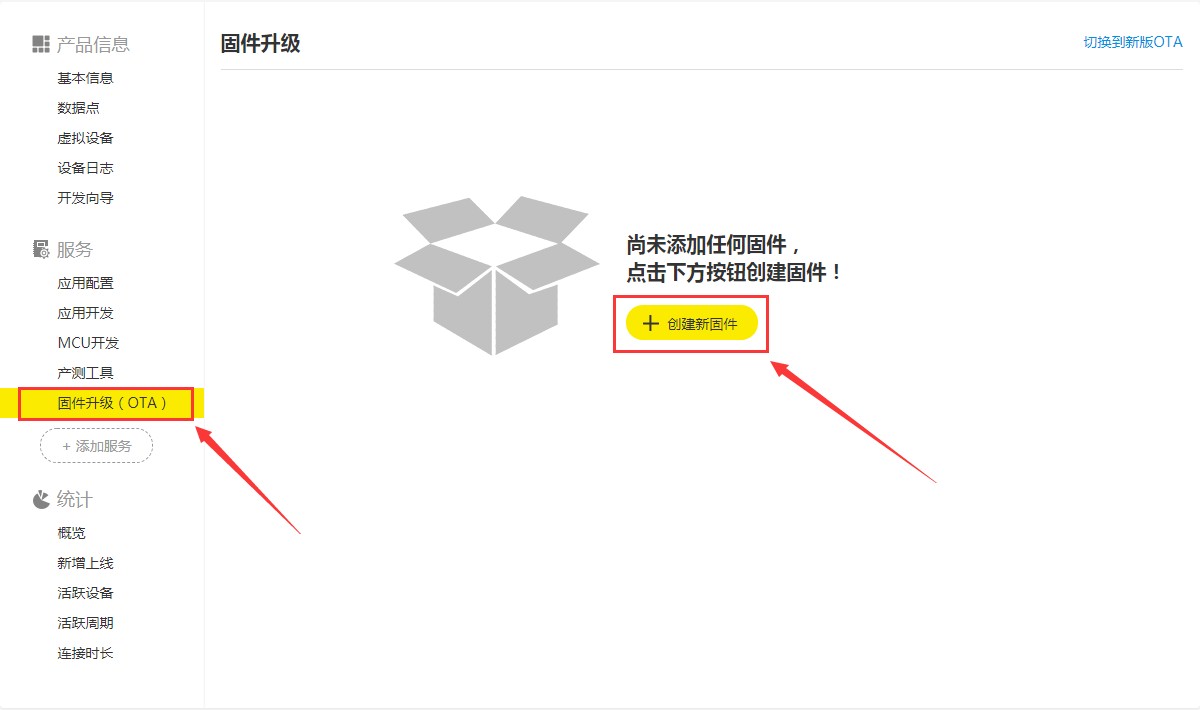 产品信息
基本信息
数据点
虚拟设备
设备日志
开发向导
服务
应用配置
应用开发
MCU开发
产测工具
固件升级（OTA）
+ 添加服务
统计
概览
新增上线
活跃设备
活跃周期
连接时长
固件升级
切换到新版OTA
尚未添加任何固件，
点击下方按钮创建固件！
+ 创建新固件